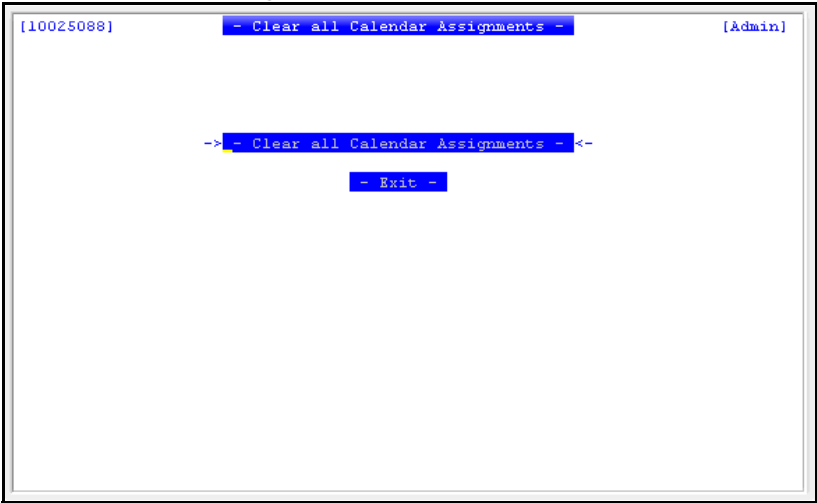 [10025088] - Clear all Calendar Assignments - [Admin]
-> - Clear all Calendar Assignments - <-
- Exit -